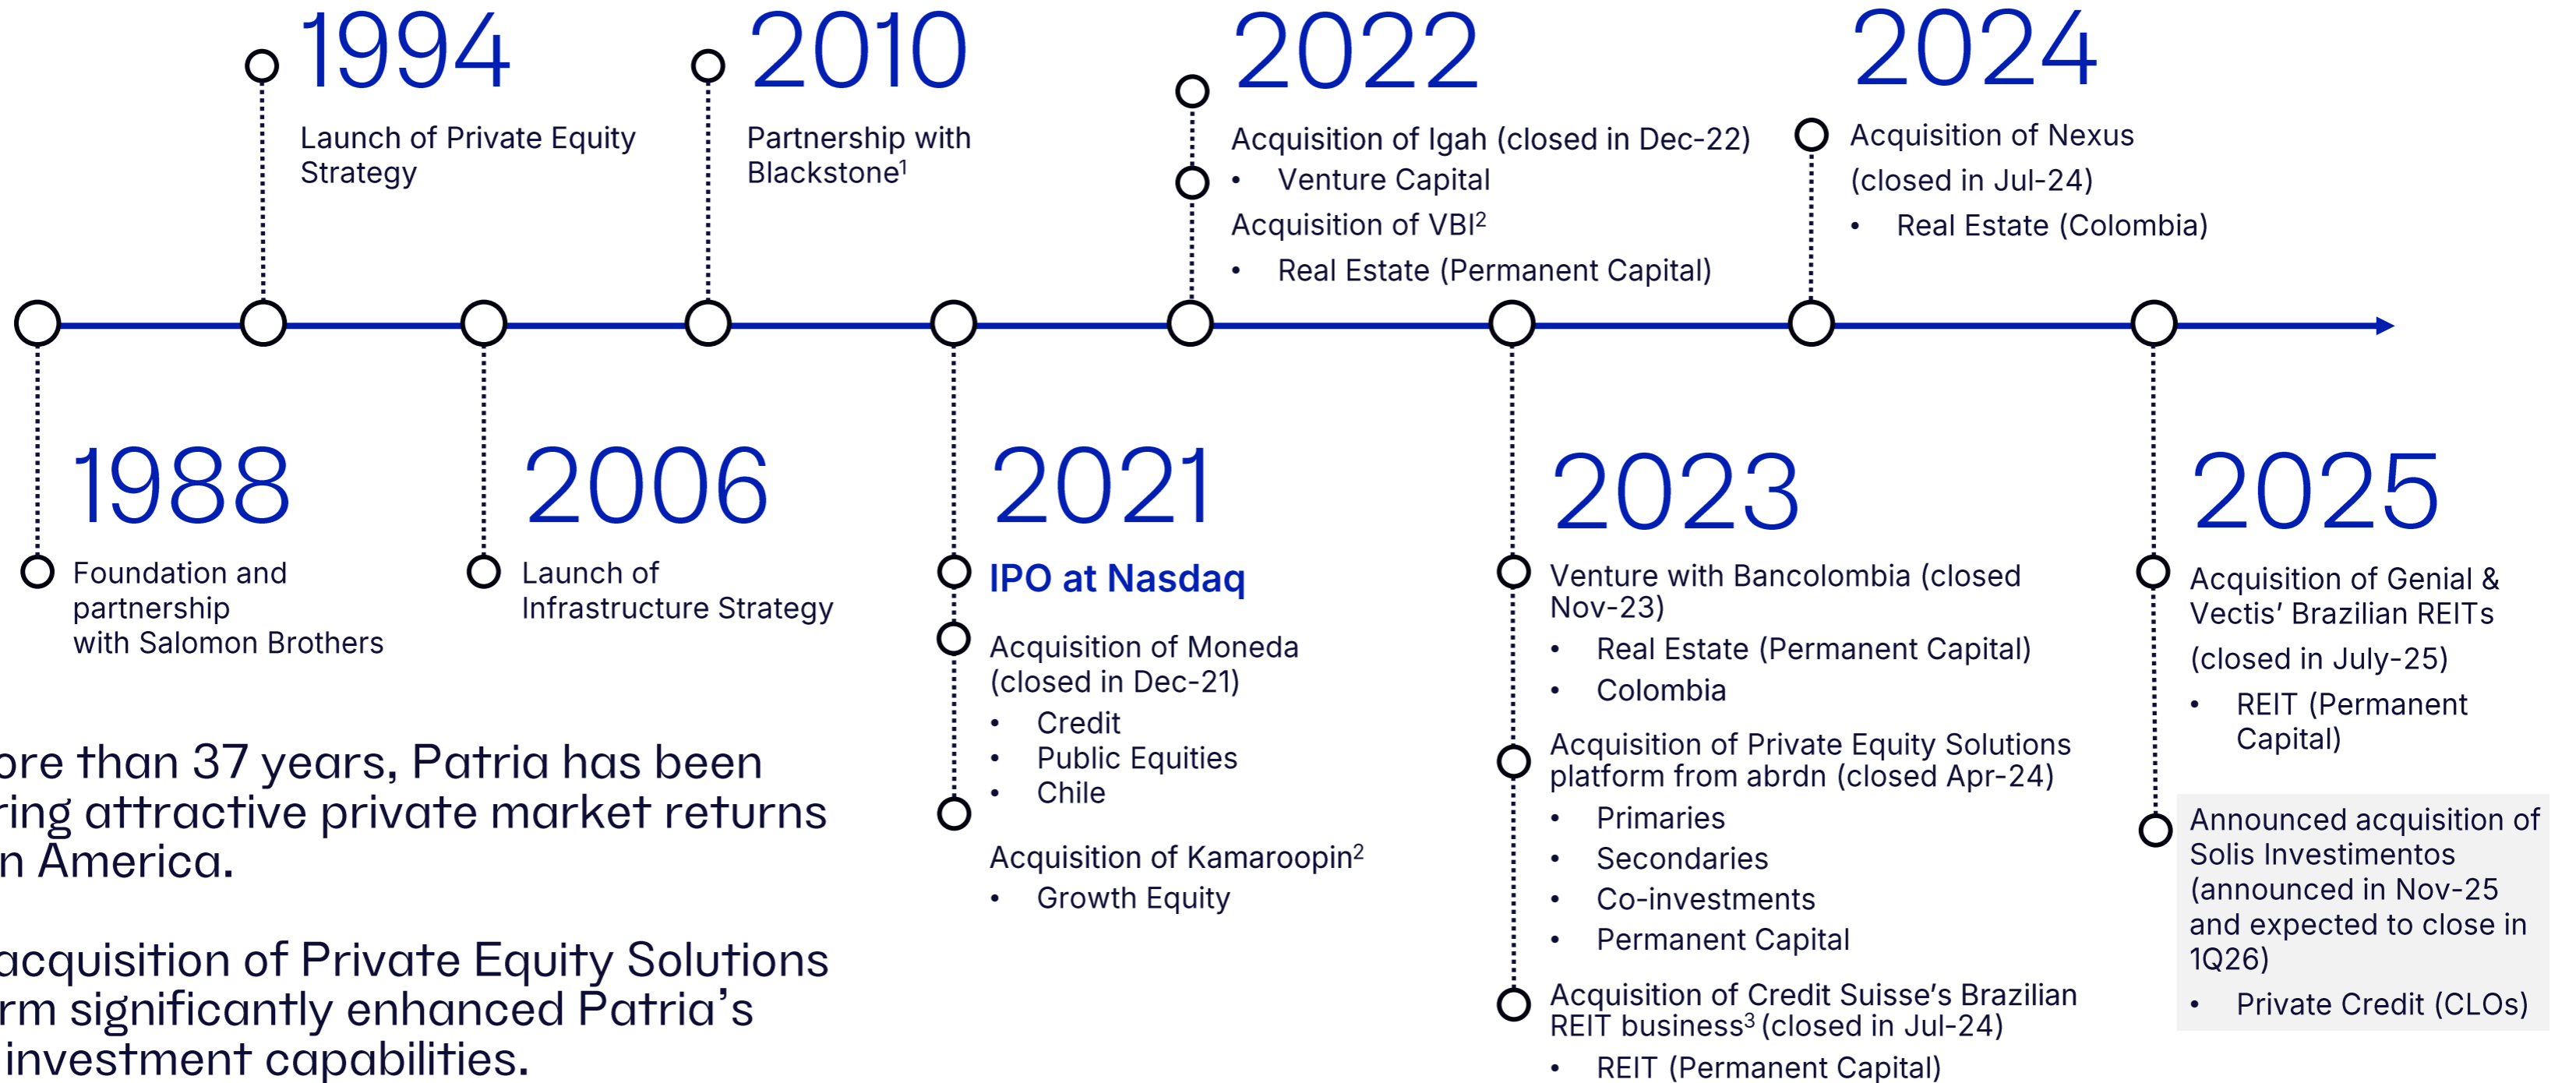 1994
Launch of Private Equity
Strategy
2010
Partnership with
Blackstone¹
2022
Acquisition of Igah (closed in Dec-22)
• Venture Capital
Acquisition of VBI²
• Real Estate (Permanent Capital)
2024
Acquisition of Nexus
(closed in Jul-24)
• Real Estate (Colombia)
1988
Foundation and
partnership
with Salomon Brothers
2006
Launch of
Infrastructure Strategy
2021
IPO at Nasdaq
Acquisition of Moneda
(closed in Dec-21)
• Credit
• Public Equities
• Chile
Acquisition of Kamaroopin²
• Growth Equity
2023
Venture with Bancolombia (closed
Nov-23)
• Real Estate (Permanent Capital)
• Colombia
Acquisition of Private Equity Solutions
platform from abrdn (closed Apr-24)
• Primaries
• Secondaries
• Co-investments
• Permanent Capital
Acquisition of Credit Suisse’s Brazilian
REIT business³ (closed in Jul-24)
• REIT (Permanent Capital)
2025
Acquisition of Genial &
Vectis’ Brazilian REITs
(closed in July-25)
• REIT (Permanent
Capital)
Announced acquisition of
Solis Investimentos
(announced in Nov-25
and expected to close in
1Q26)
• Private Credit (CLOs)
ore than 37 years, Patria has been
ring attractive private market returns
n America.
acquisition of Private Equity Solutions
rm significantly enhanced Patria’s
investment capabilities.